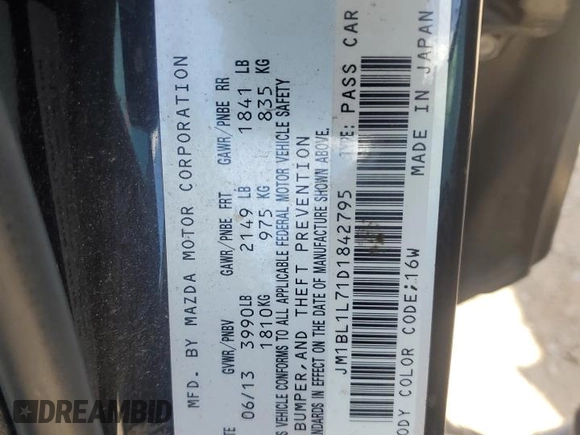 MFD. BY MAZDA MOTOR CORPORATION
DATE GVWR/PNBV GAWR/PNBE FRT GAWR/PNBE RR
06/13 3990LB 2149 LB 1841 LB
1810KG 975 KG 835 KG
VEHICLE CONFORMS TO ALL APPLICABLE FEDERAL MOTOR VEHICLE SAFETY
BUMPER, AND THEFT PREVENTION
IN EFFECT ON THE DATE OF MANUFACTURE SHOWN ABOVE.
JM1BL1L71D1842795 TYPE: PASS CAR
BODY COLOR CODE;16W MADE IN JAPAN
DREAMBID